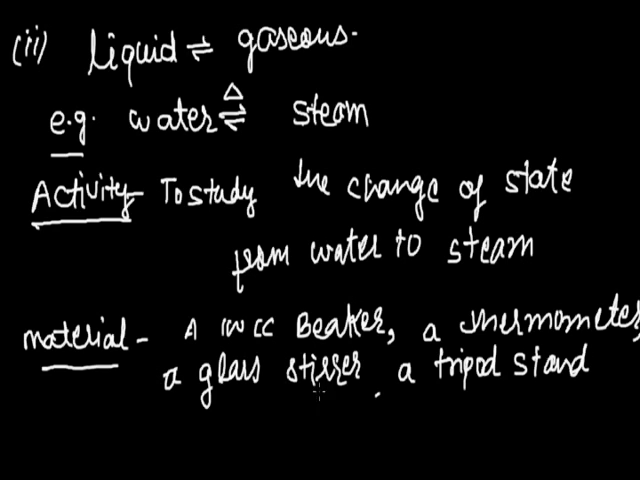 (ii) liquid ⇌ gaseous.
e.g. water ⇌ steam
Δ
Activity- To study the change of state
from water to steam
material - A 100 CC Beaker, a thermometer,
a glass stirrer, a tripod stand